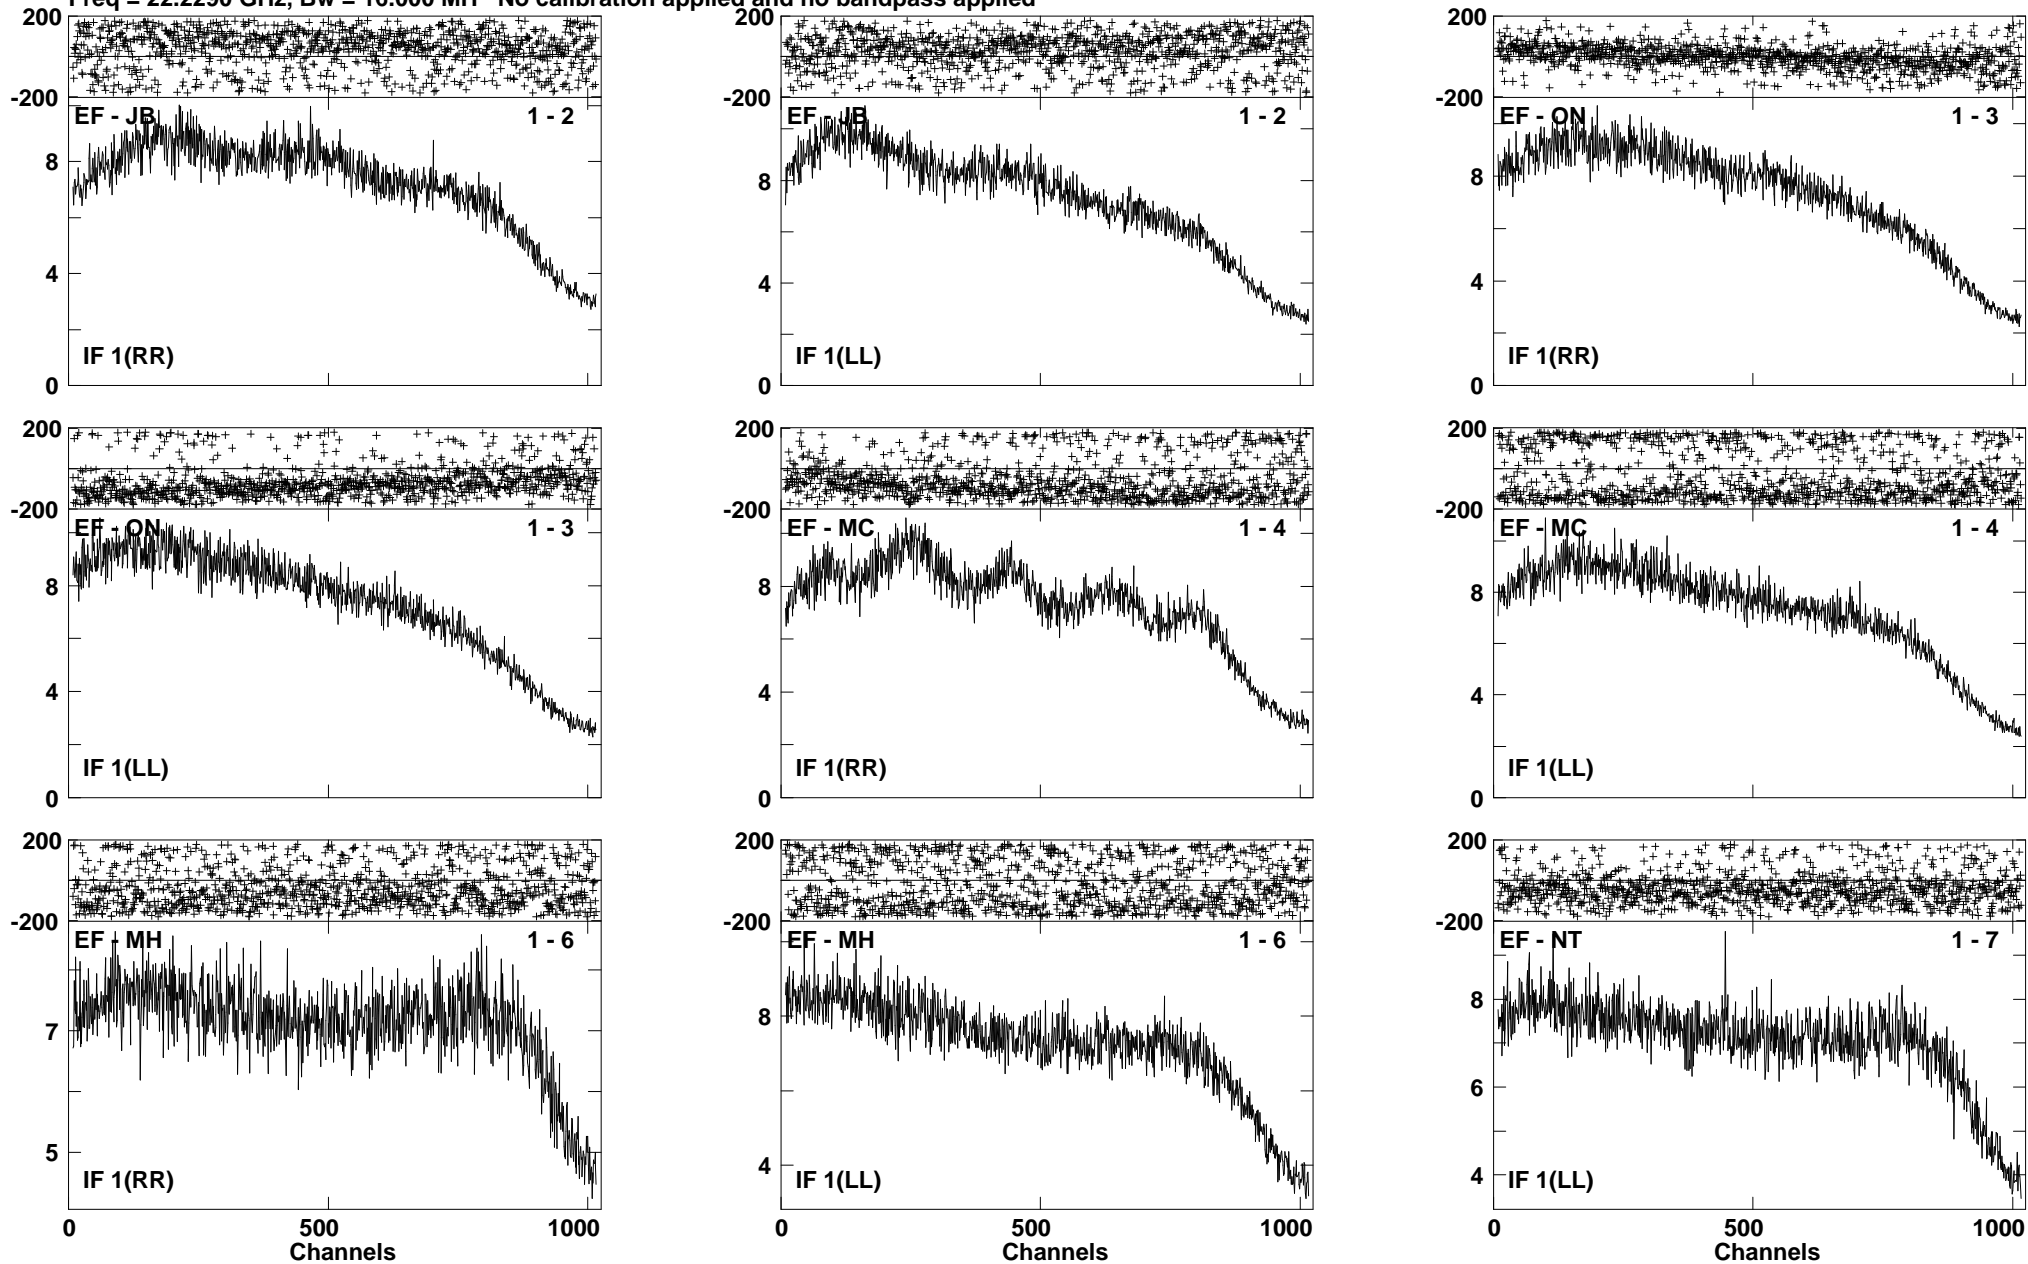 Freq = 22.2290 GHz, Bw = 16.000 MH No calibration applied and no bandpass applied
200
-200
EF - JB 1 - 2
8
4
0
IF 1(RR)
EF - JB 1 - 2
8
4
0
IF 1(LL)
200
-200
EF - ON 1 - 3
8
4
0
IF 1(RR)
200
-200
EF - ON 1 - 3
8
4
0
IF 1(LL)
200
-200
EF - MC 1 - 4
8
4
0
IF 1(RR)
200
-200
EF - MC 1 - 4
8
4
0
IF 1(LL)
200
-200
EF - MH 1 - 6
7
5
IF 1(RR)
0 500 1000
Channels
200
-200
EF - MH 1 - 6
8
4
IF 1(LL)
0 500 1000
Channels
200
-200
EF - NT 1 - 7
8
6
4
IF 1(LL)
0 500 1000
Channels